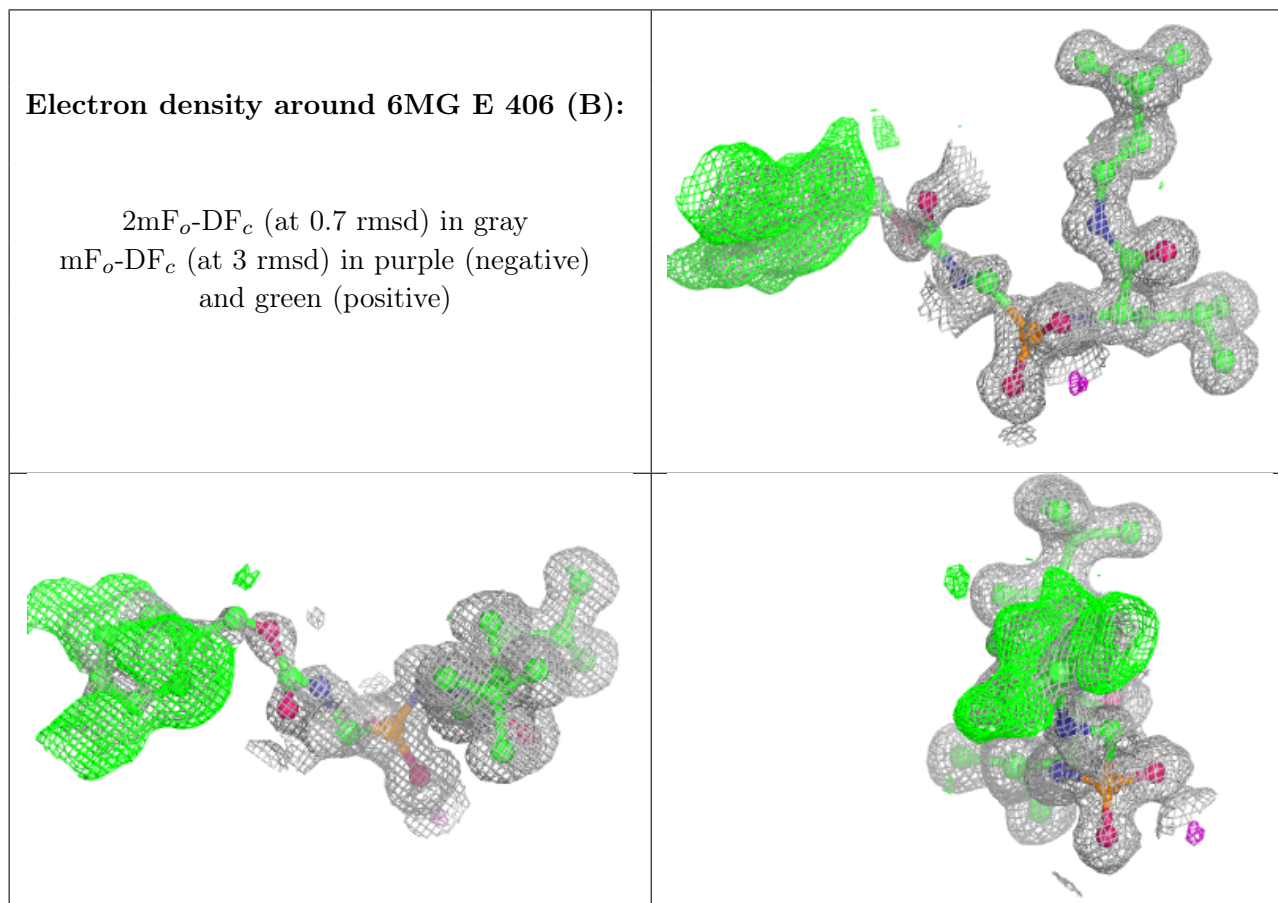 Electron density around 6MG E 406 (B):
2mFo-DFc (at 0.7 rmsd) in gray
mFo-DFc (at 3 rmsd) in purple (negative)
and green (positive)